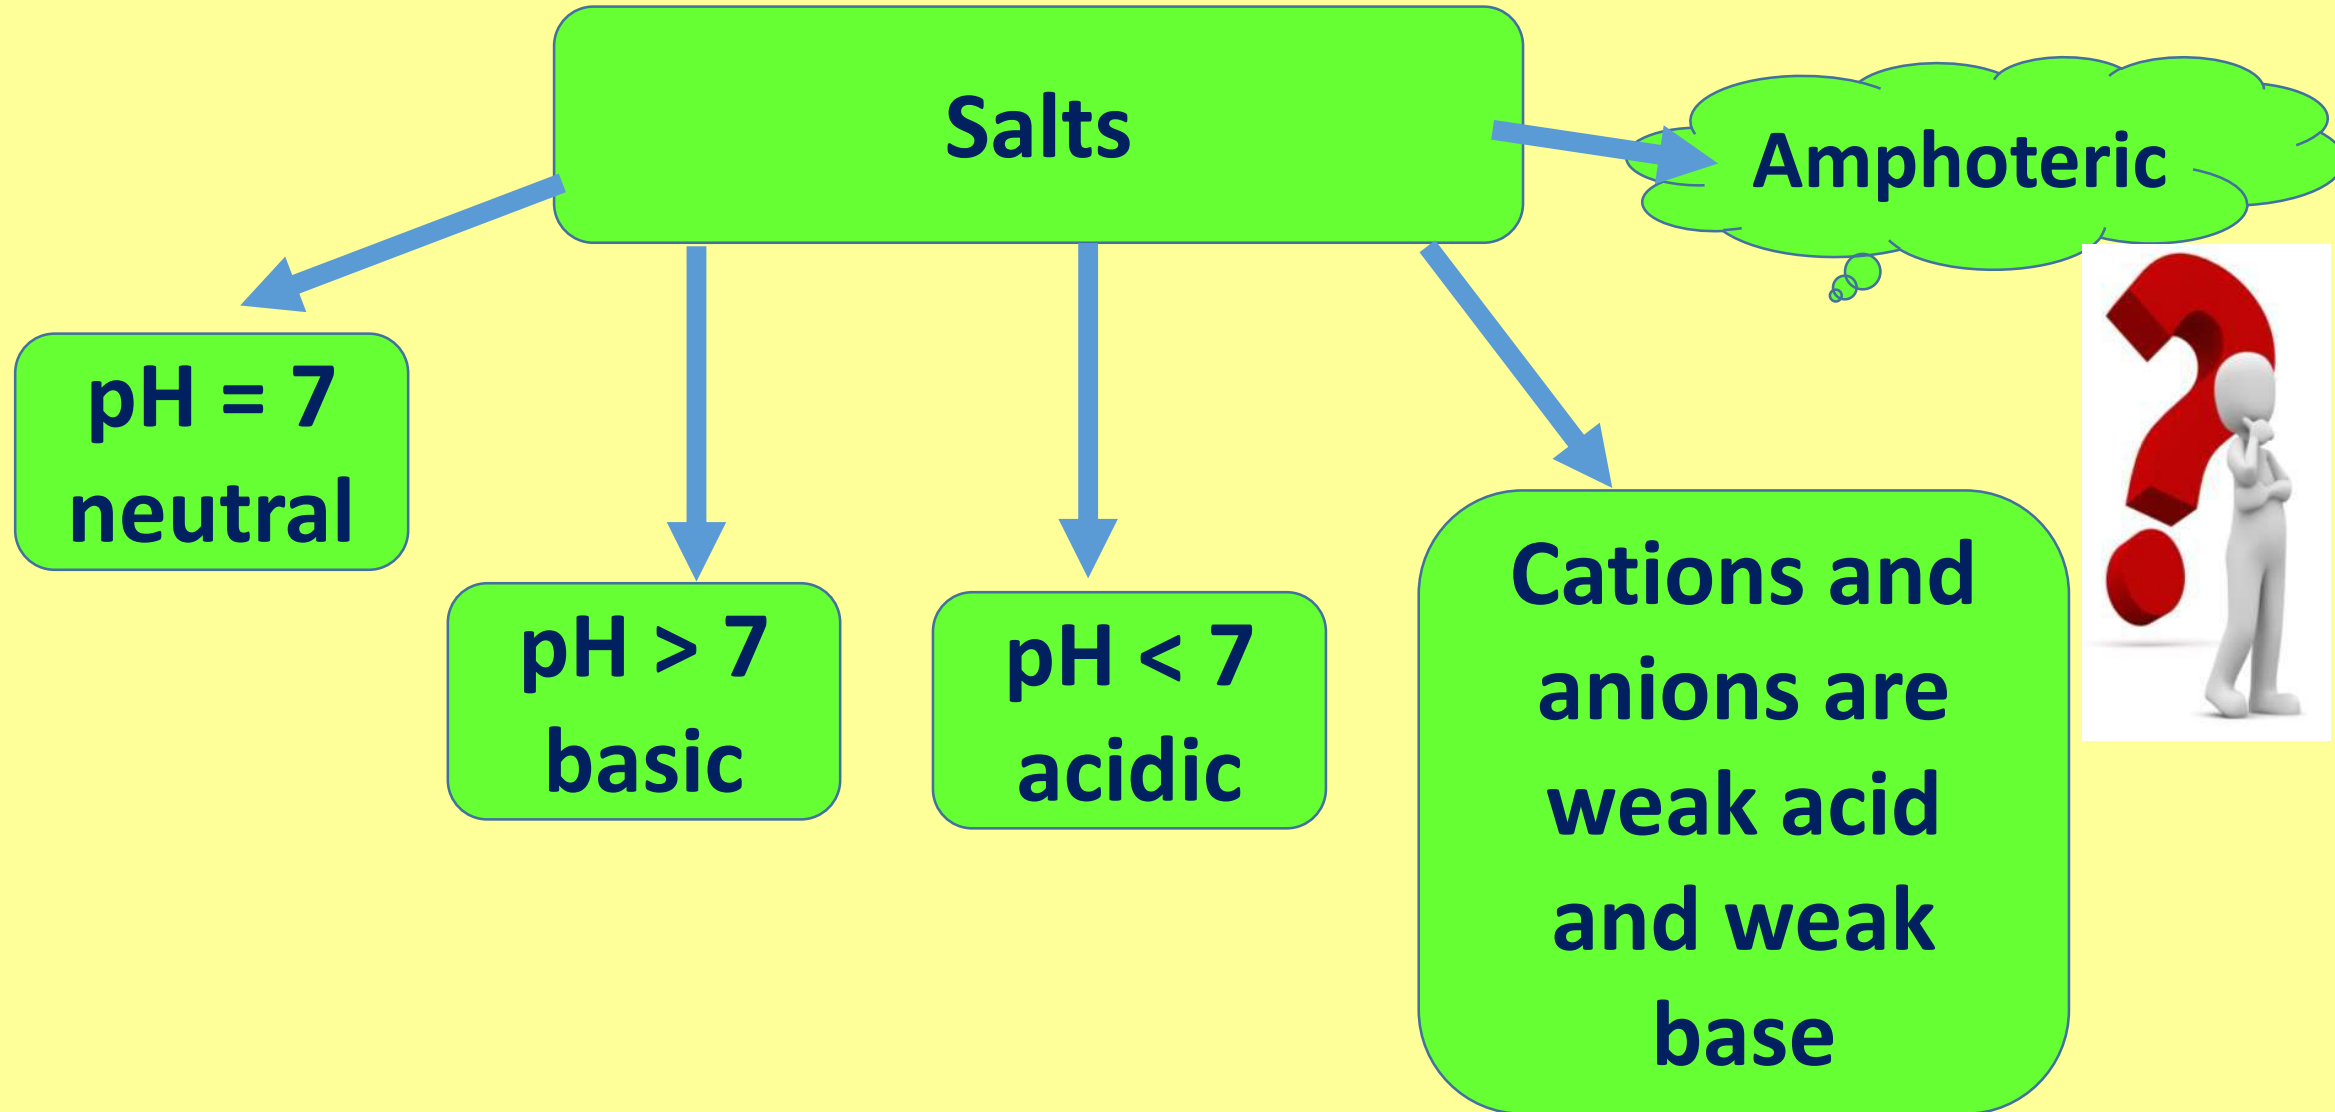 Salts
Amphoteric
pH = 7
neutral
pH > 7
basic
pH < 7
acidic
Cations and
anions are
weak acid
and weak
base